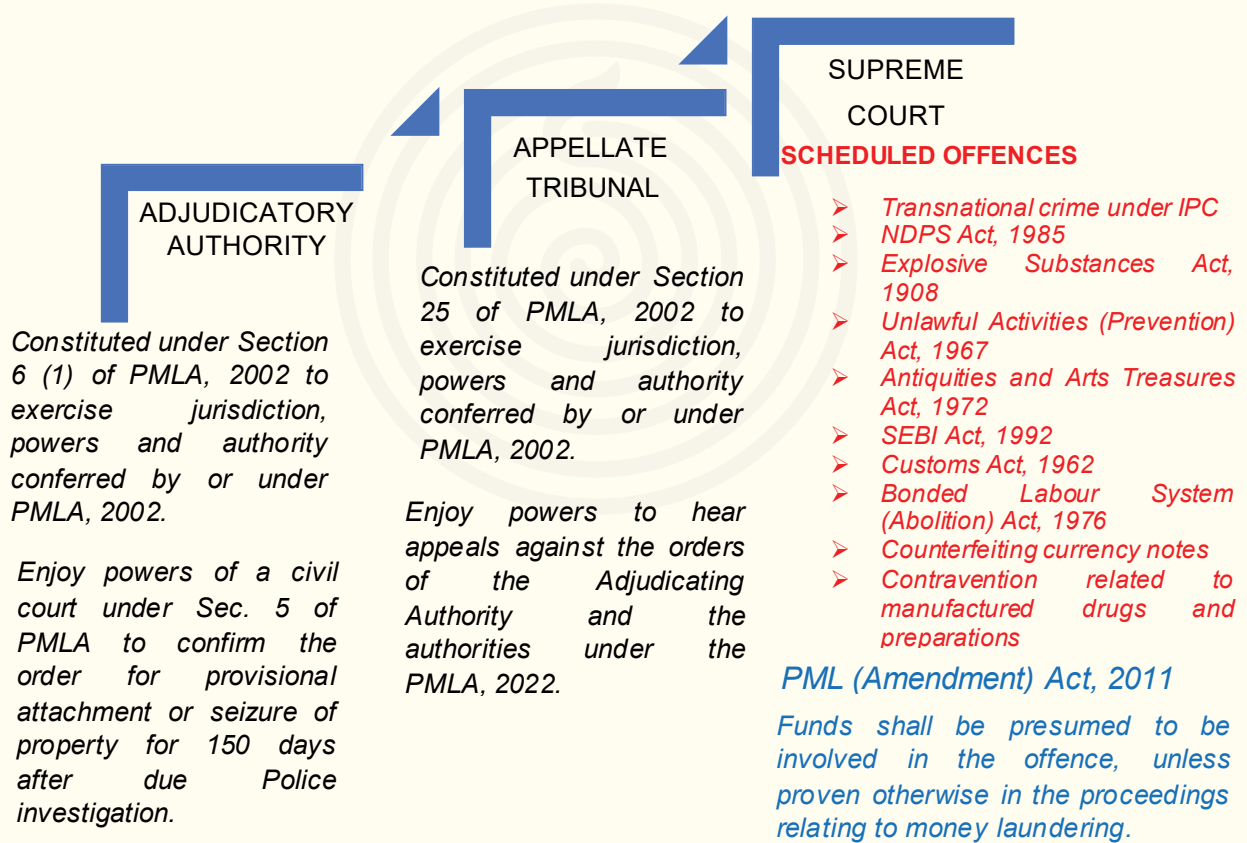 ADJUDICATORY
AUTHORITY
Constituted under Section
6 (1) of PMLA, 2002 to
exercise jurisdiction,
powers and authority
conferred by or under
PMLA, 2002.
Enjoy powers of a civil
court under Sec. 5 of
PMLA to confirm the
order for provisional
attachment or seizure of
property for 150 days
after due Police
investigation.
APPELLATE
TRIBUNAL
Constituted under Section
25 of PMLA, 2002 to
exercise jurisdiction,
powers and authority
conferred by or under
PMLA, 2002.
Enjoy powers to hear
appeals against the orders
of the Adjudicating
Authority and the
authorities under the
PMLA, 2022.
SUPREME
COURT
SCHEDULED OFFENCES
➢ Transnational crime under IPC
➢ NDPS Act, 1985
➢ Explosive Substances Act,
1908
➢ Unlawful Activities (Prevention)
Act, 1967
➢ Antiquities and Arts Treasures
Act, 1972
➢ SEBI Act, 1992
➢ Customs Act, 1962
➢ Bonded Labour System
(Abolition) Act, 1976
➢ Counterfeiting currency notes
➢ Contravention related to
manufactured drugs and
preparations
PML (Amendment) Act, 2011
Funds shall be presumed to be
involved in the offence, unless
proven otherwise in the proceedings
relating to money laundering.